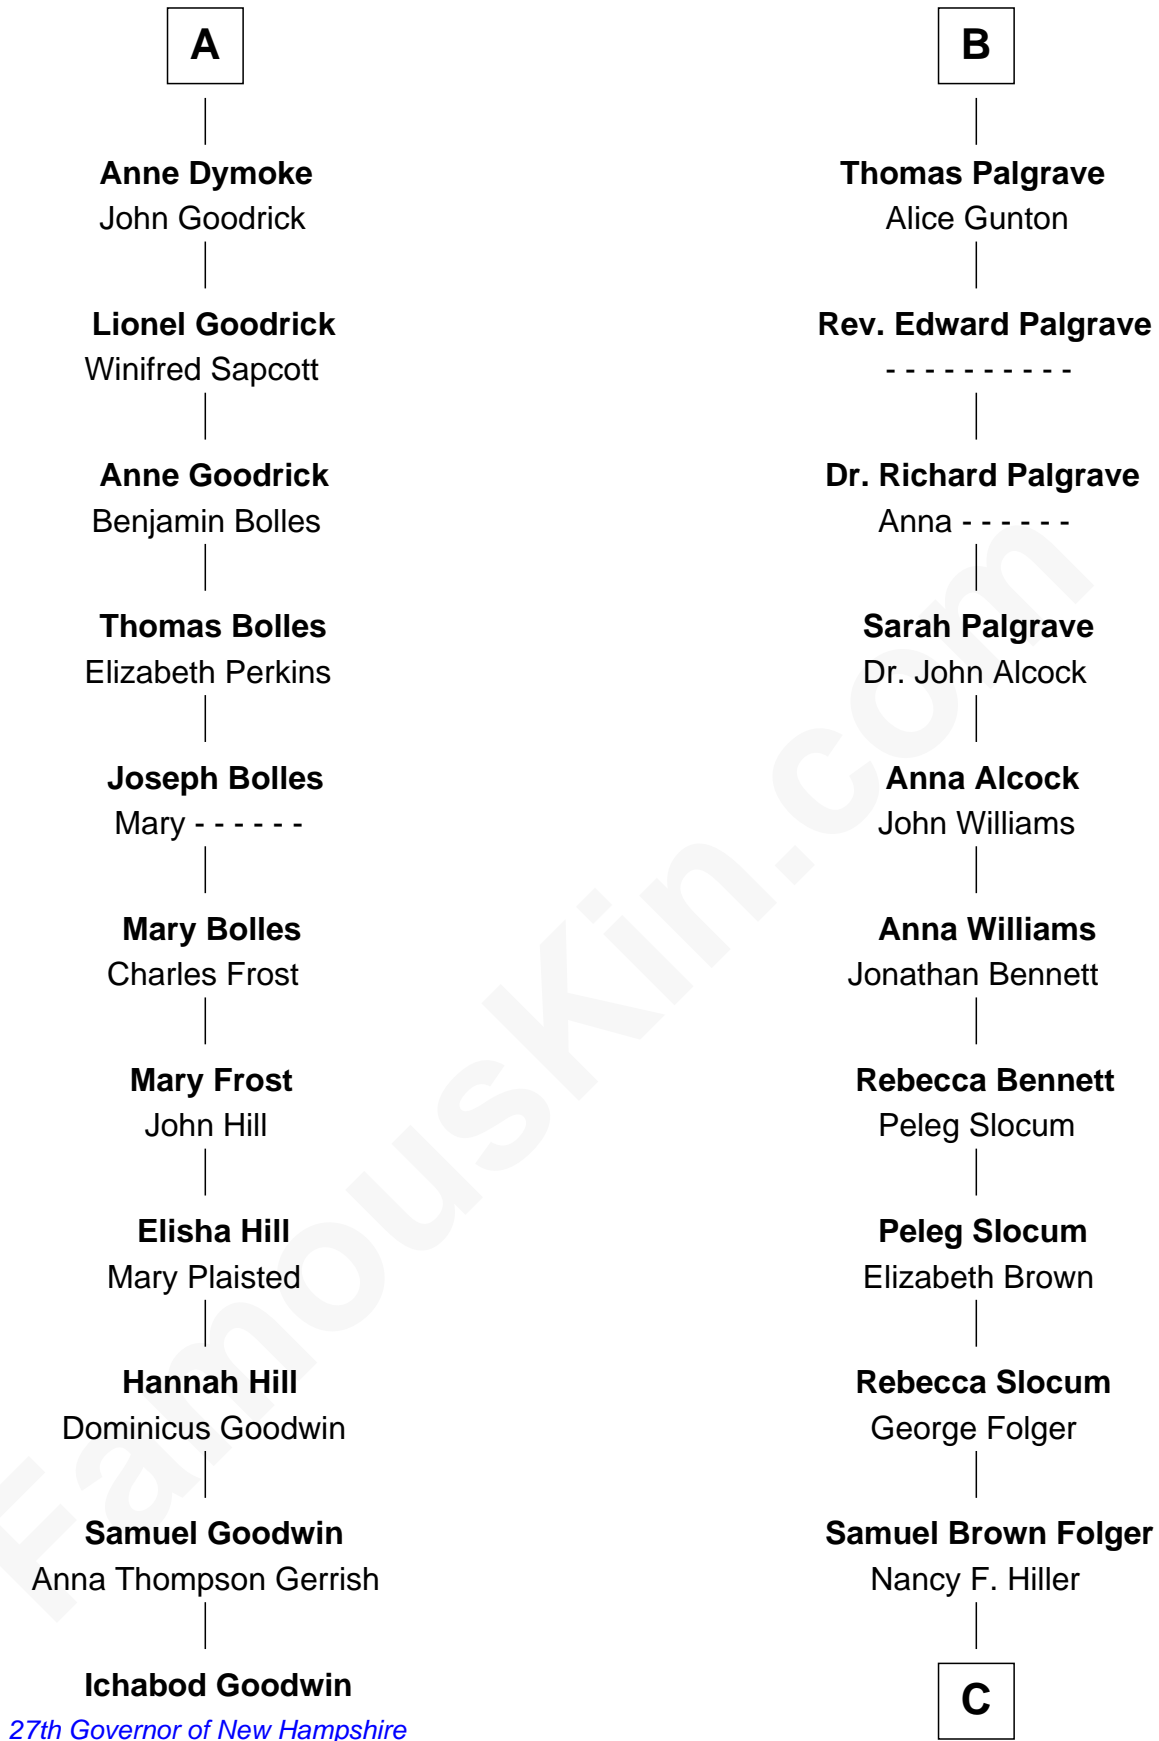 A
Anne Dymoke
John Goodrick
Lionel Goodrick
Winifred Sapcott
Anne Goodrick
Benjamin Bolles
Thomas Bolles
Elizabeth Perkins
Joseph Bolles
Mary - - - - - -
Mary Bolles
Charles Frost
Mary Frost
John Hill
Elisha Hill
Mary Plaisted
Hannah Hill
Dominicus Goodwin
Samuel Goodwin
Anna Thompson Gerrish
Ichabod Goodwin
27th Governor of New Hampshire
B
Thomas Palgrave
Alice Gunton
Rev. Edward Palgrave
- - - - - - - - - -
Dr. Richard Palgrave
Anna - - - - - -
Sarah Palgrave
Dr. John Alcock
Anna Alcock
John Williams
Anna Williams
Jonathan Bennett
Rebecca Bennett
Peleg Slocum
Peleg Slocum
Elizabeth Brown
Rebecca Slocum
George Folger
Samuel Brown Folger
Nancy F. Hiller
C
FamousKin.com